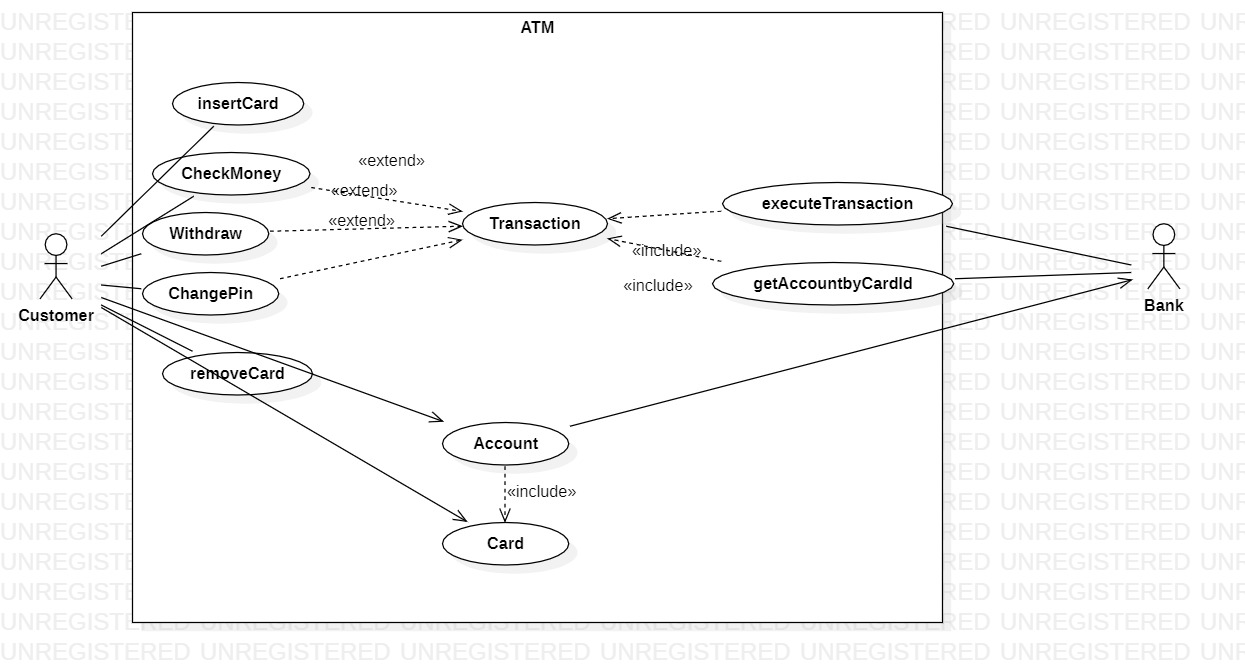 ATM
insertCard
CheckMoney
Withdraw
ChangePin
removeCard
Customer
«extend»
«extend»
«extend»
Transaction
executeTransaction
«include»
getAccountbyCardId
«include»
Bank
Account
«include»
Card
UNREGISTERED UNREGISTERED UNREGISTERED UNREGISTERED UNREGISTERED UNREGISTERED